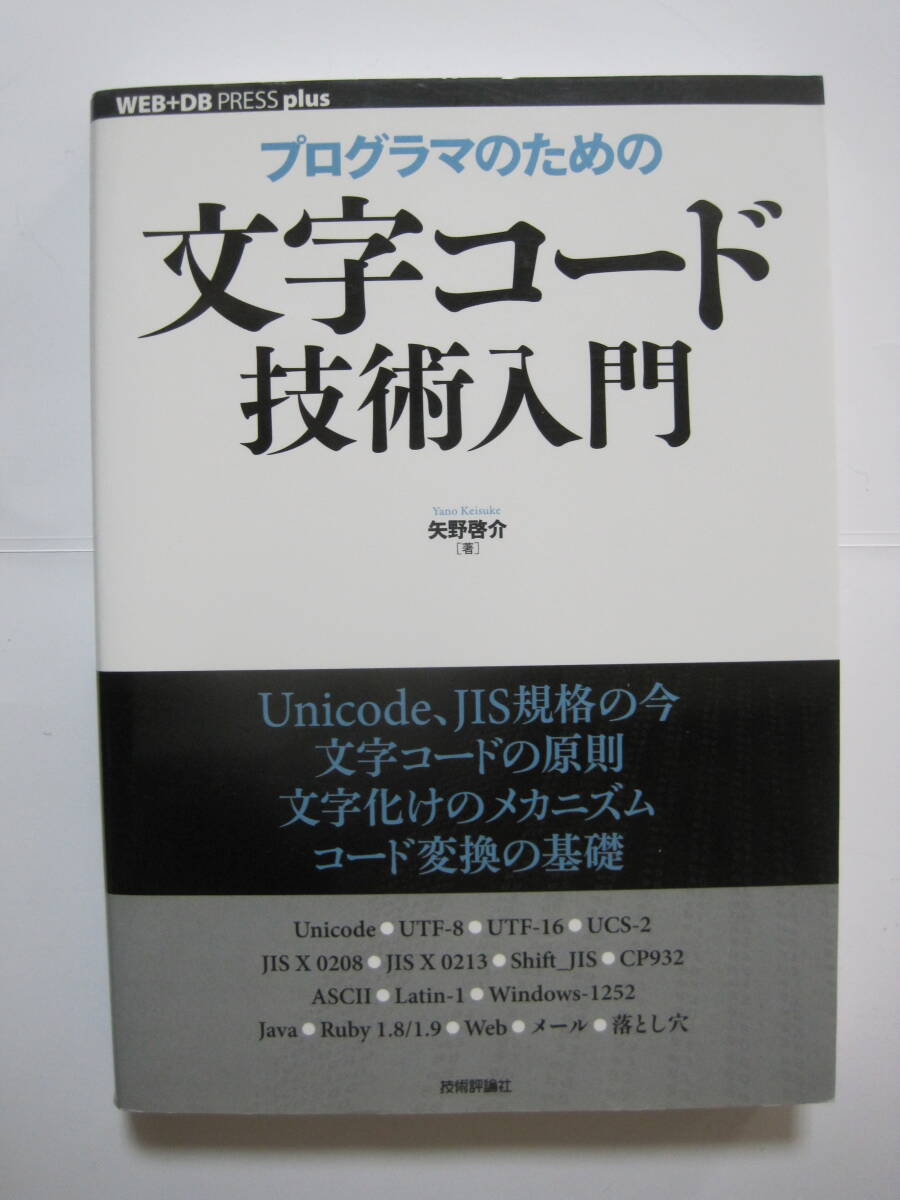 WEB+DB PRESS plus
プログラマのための
文字コード
技術入門
Yano Keisuke
矢野啓介
[著]
Unicode、JIS規格の今
文字コードの原則
文字化けのメカニズム
コード変換の基礎
Unicode●UTF-8●UTF-16●UCS-2
JIS X 0208●JIS X 0213●Shift_JIS●CP932
ASCII●Latin-1●Windows-1252
Java●Ruby 1.8/1.9●Web●メール●落とし穴
技術評論社